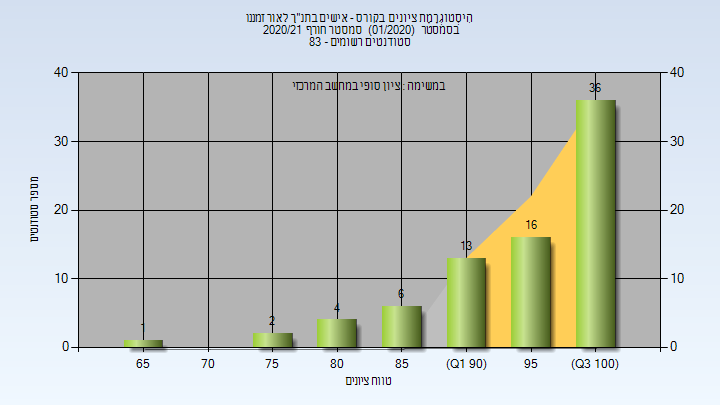 היסטוגרמת ציונים בקורס - אישים בתנ"ך לאור זמננו
בסמסטר (01/2020) סמסטר חורף 2020/21
סטודנטים רשומים - 83
במשימה : ציון סופי במחשב המרכזי
40 40
36
30 30
מספר סטודנטים
20 20
16
13
10 10
6
4
2
1
0 0
65 70 75 80 85 (Q1 90) 95 (Q3 100)
טווח ציונים